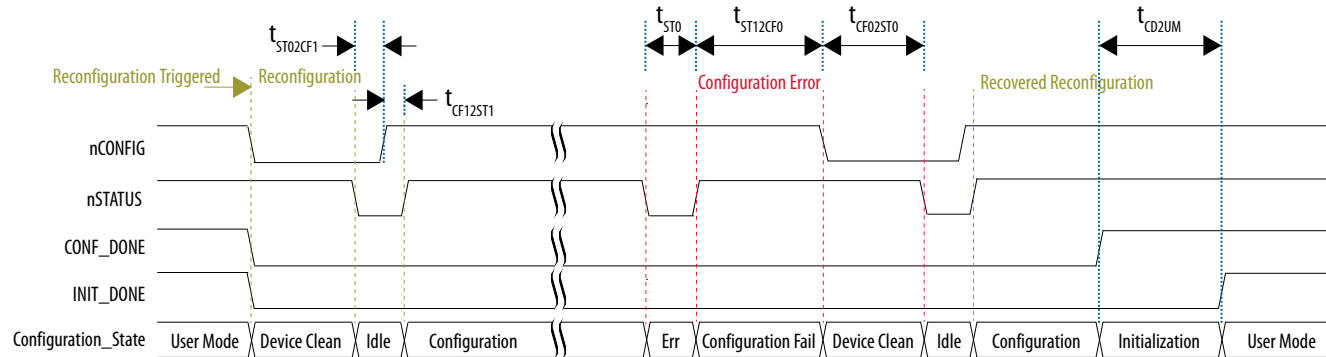 tST02CF1
tST0
tST12CF0
tCF02ST0
tCD2UM
Reconfiguration Triggered
Reconfiguration
Configuration Error
Recovered Reconfiguration
tCF12ST1
nCONFIG
nSTATUS
CONF_DONE
INIT_DONE
Configuration_State User Mode Device Clean Idle Configuration Err Configuration Fail Device Clean Idle Configuration Initialization User Mode